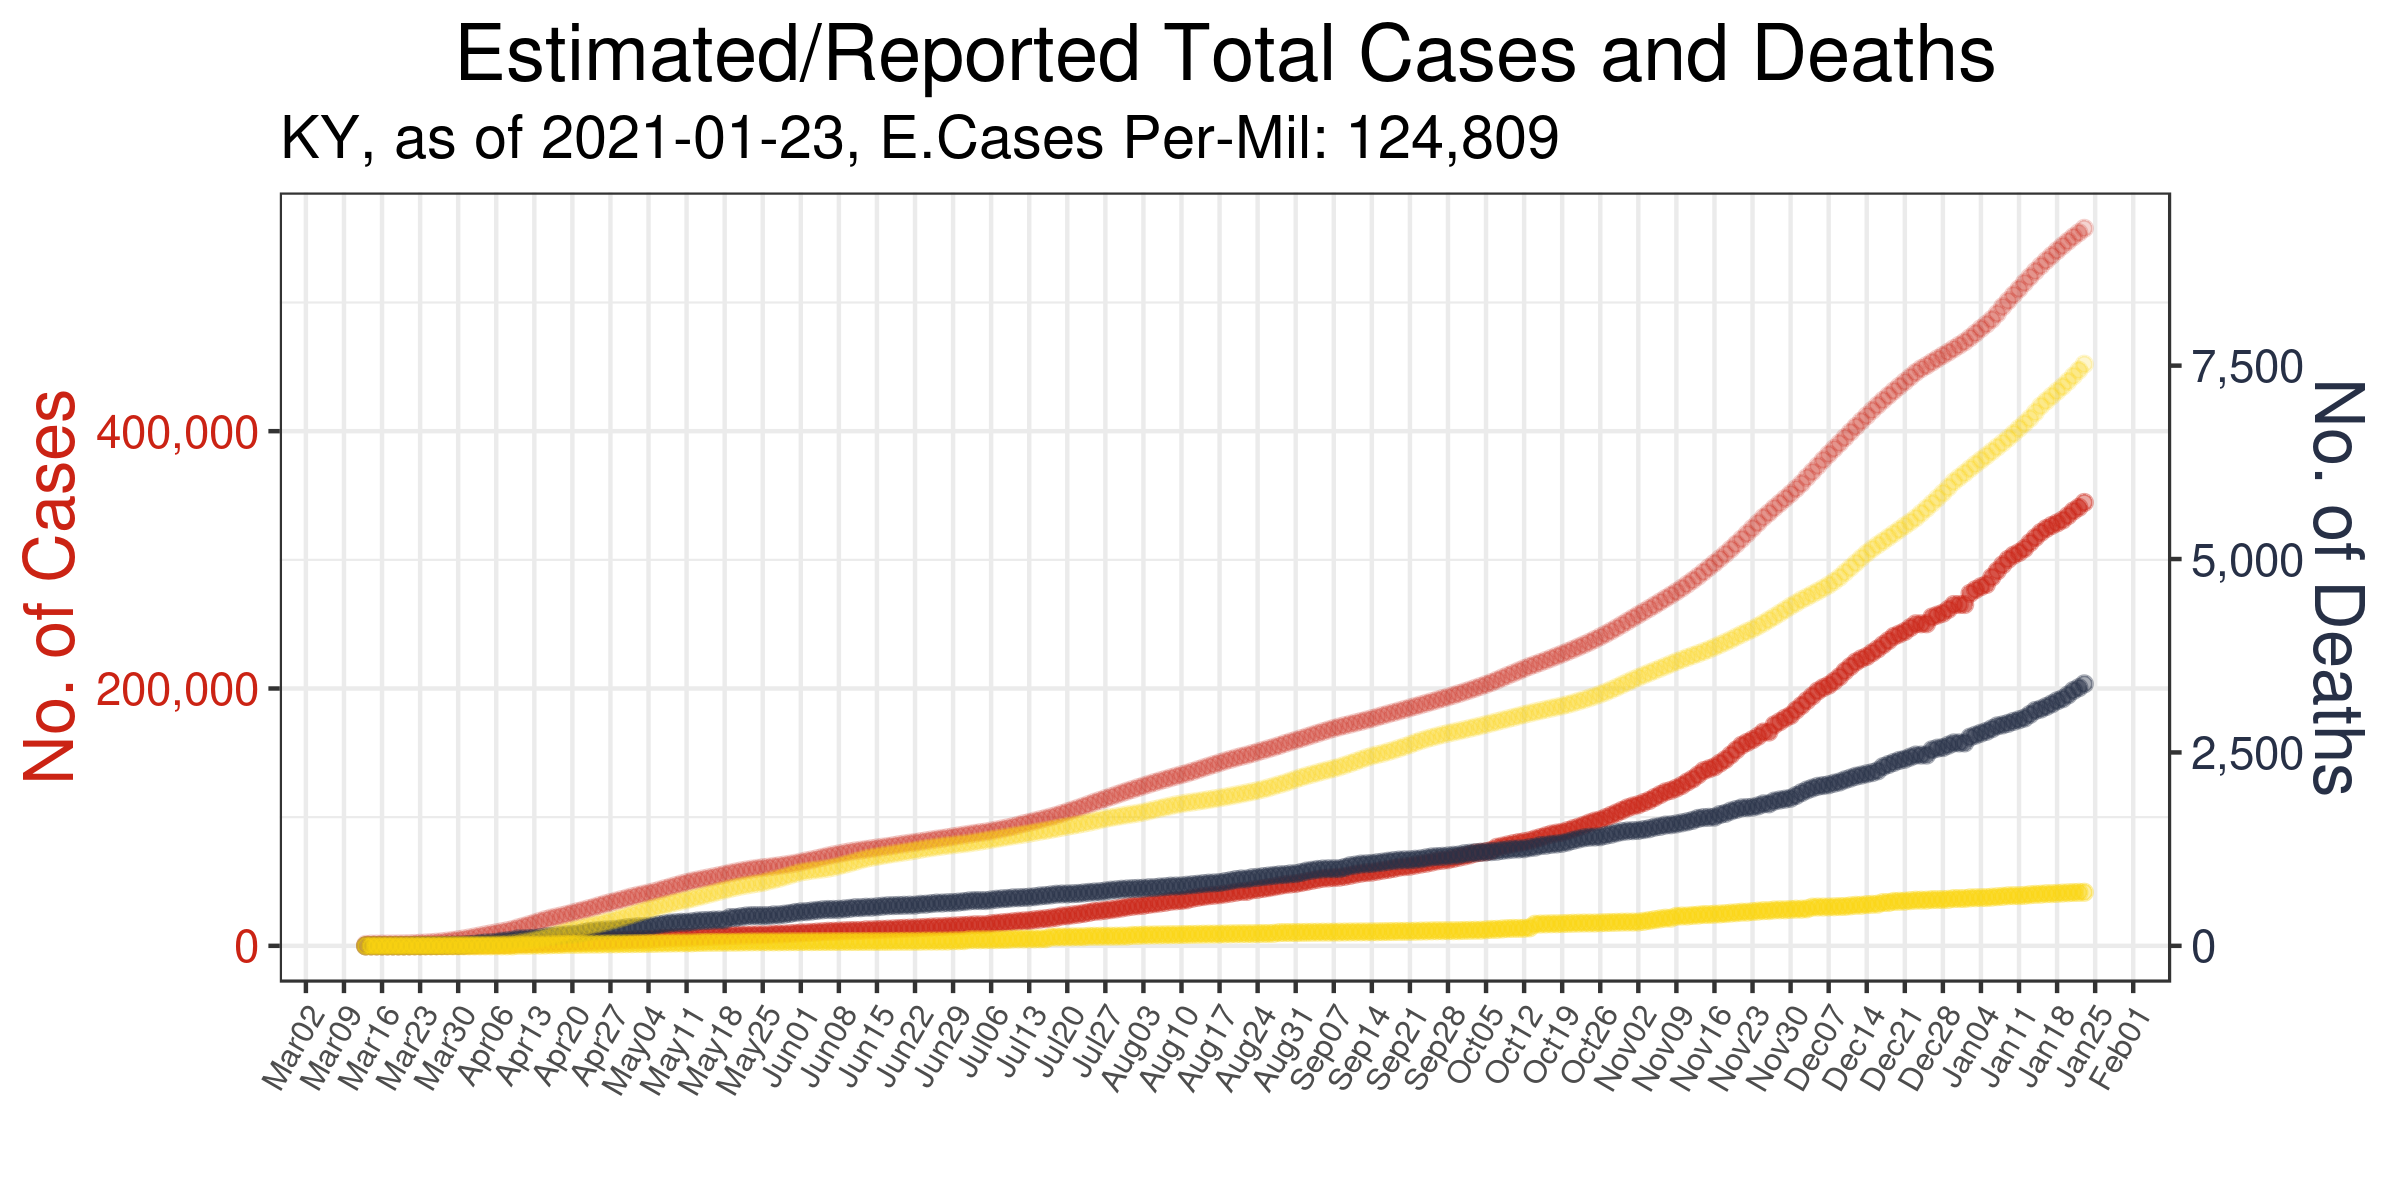 Estimated/Reported Total Cases and Deaths
KY, as of 2021-01-23, E.Cases Per-Mil: 124,809
No. of Cases
400,000
200,000
0
7,500
5,000
2,500
0
No. of Deaths
Mar02
Mar09
Mar16
Mar23
Mar30
Apr06
Apr13
Apr20
Apr27
May04
May11
May18
May25
Jun01
Jun08
Jun15
Jun22
Jun29
Jul06
Jul13
Jul20
Jul27
Aug03
Aug10
Aug17
Aug24
Aug31
Sep07
Sep14
Sep21
Sep28
Oct05
Oct12
Oct19
Oct26
Nov02
Nov09
Nov16
Nov23
Nov30
Dec07
Dec14
Dec21
Dec28
Jan04
Jan11
Jan18
Jan25
Feb01